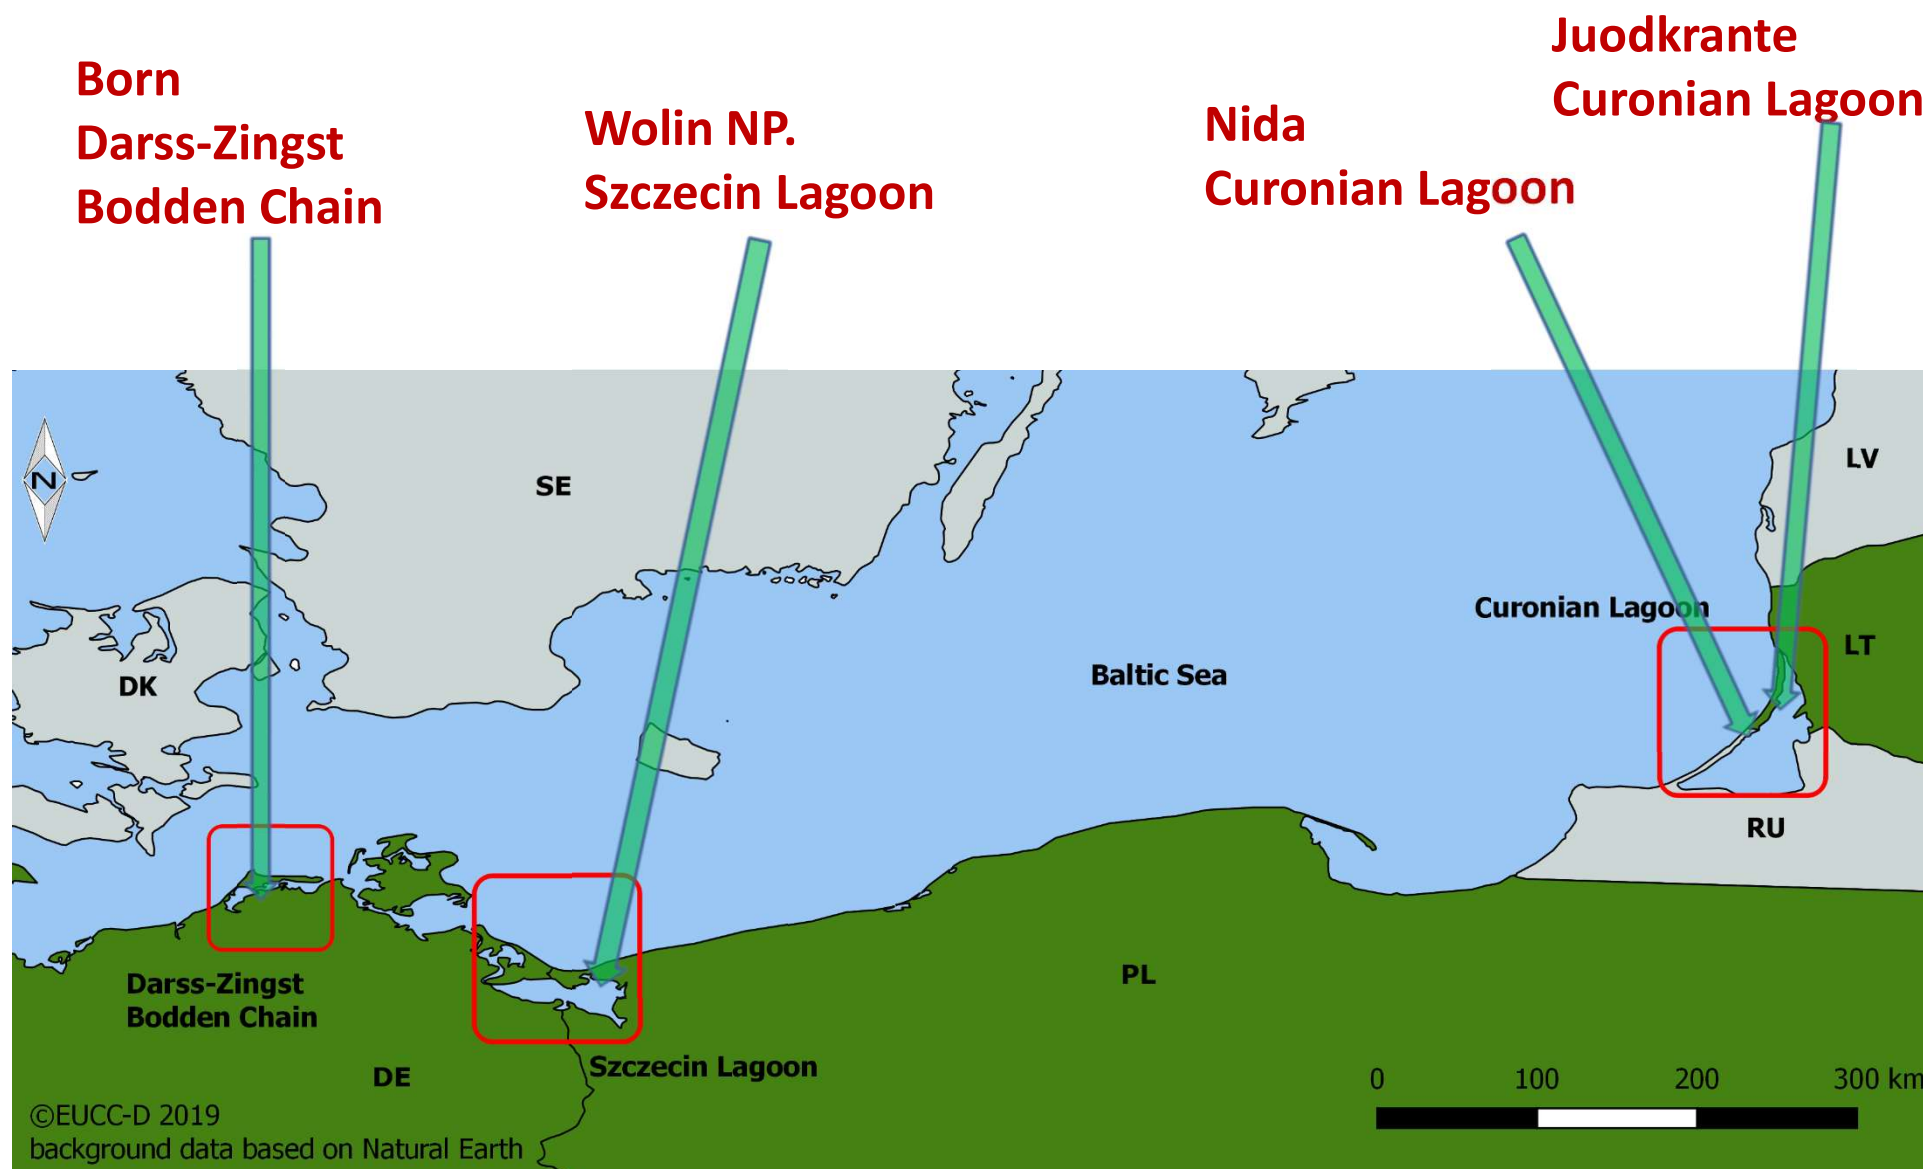 Born
Darss-Zingst
Bodden Chain
Wolin NP.
Szczecin Lagoon
Nida
Curonian Lagoon
Juodkrante
Curonian Lagoon
N
SE
LV
Curonian Lagoon
LT
DK
Baltic Sea
RU
Darss-Zingst
Bodden Chain
PL
DE
Szczecin Lagoon
0 100 200 300 km
©EUCC-D 2019
background data based on Natural Earth